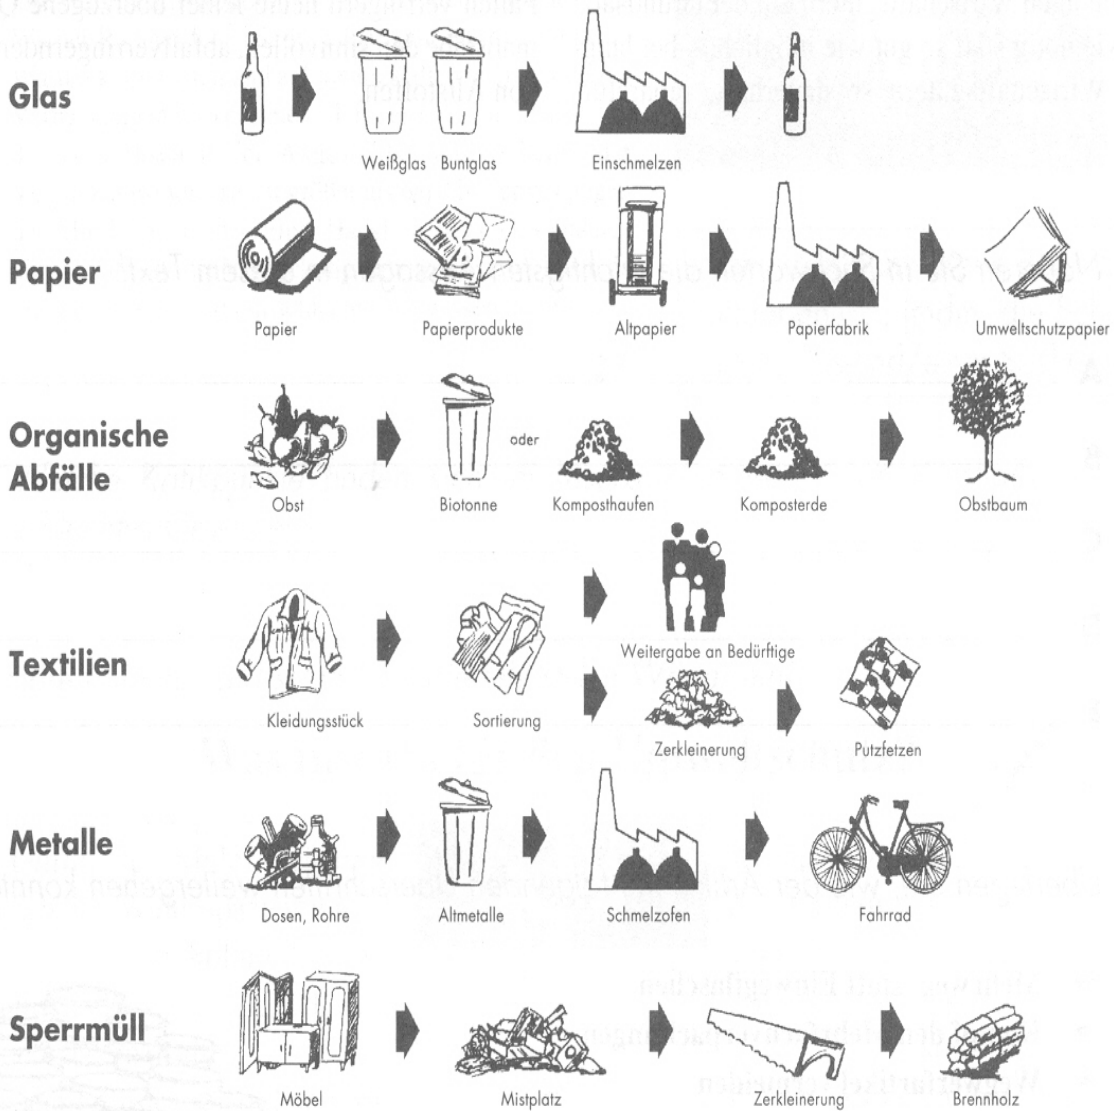 Glas
Weißglas Buntglas Einschmelzen
Papier
Papier Papierprodukte Altpapier Papierfabrik Umweltschutzpapier
Organische
Abfälle
oder
Obst Biotonne Komposthaufen Komposterde Obstbaum
Textilien
Weitergabe an Bedürftige
Kleidungsstück Sortierung
Zerkleinerung Putzfetzen
Metalle
Dosen, Rohre Altmetalle Schmelzofen Fahrrad
Sperrmüll
Möbel Mistplatz Zerkleinerung Brennholz